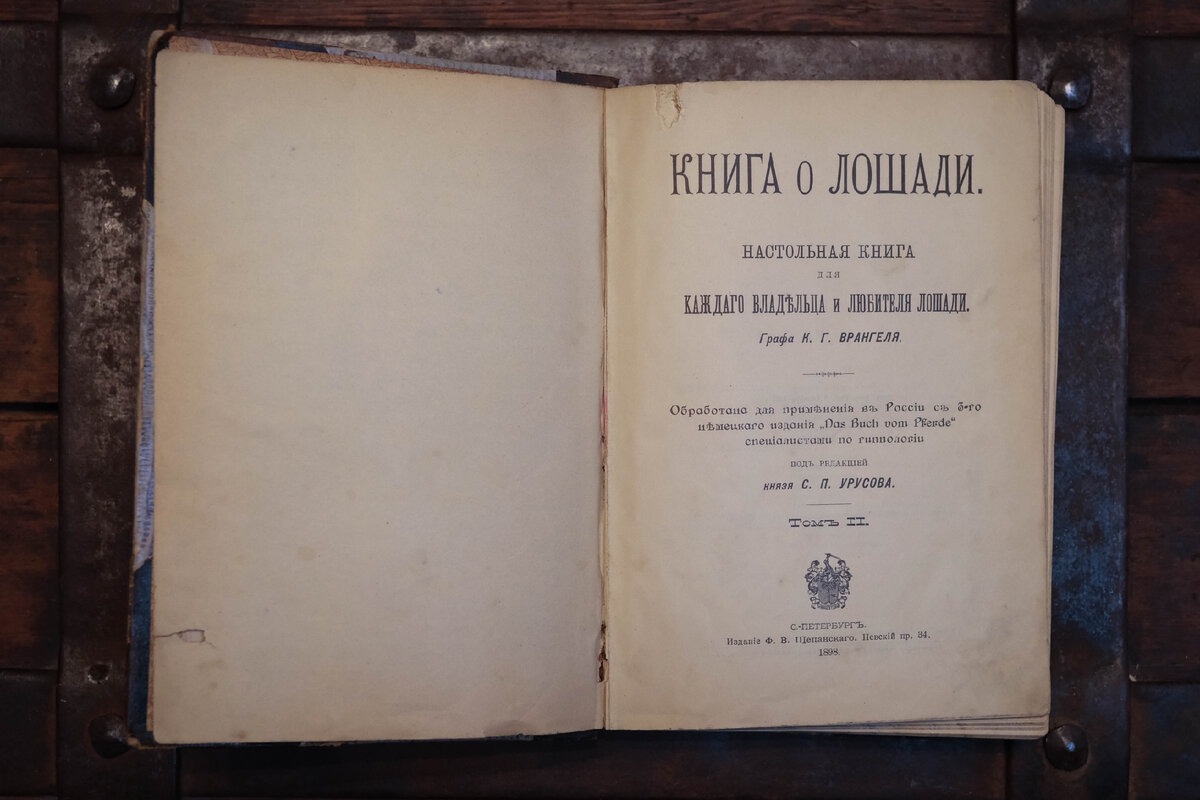 КНИГА О ЛОШАДИ.
НАСТОЛЬНАЯ КНИГА
ДЛЯ
КАЖДАГО ВЛАДѢЛЬЦА И ЛЮБИТЕЛЯ ЛОШАДИ.
Графа К. Г. ВРАНГЕЛЯ.
Обработана для примѣненія въ Россіи съ 3-го
нѣмецкаго изданія „Das Buch vom Pferde“
спеціалистами по гиппологіи
ПОДЪ РЕДАКЦІЕЙ
князя С. П. УРУСОВА.
Томъ II.
С.-ПЕТЕРБУРГЪ.
Изданіе Ф. В. Щепанскаго. Невскій пр. 34.
1898.